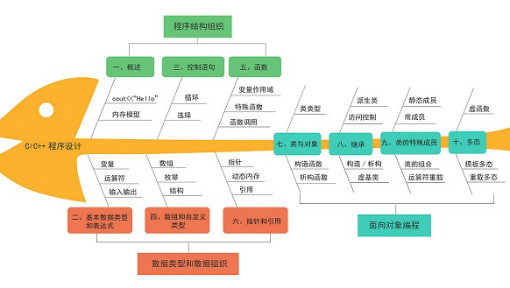 程序结构组织
一、概述
三、控制语句
五、函数
cout<<"Hello"
内存模型
循环
选择
变量作用域
特殊函数
函数调用
类类型
派生类
访问控制
静态成员
常成员
虚函数
C/C++ 程序设计
七、类与对象
八、继承
九、类的特殊成员
十、多态
变量
运算符
输入输出
数组
枚举
结构
指针
动态内存
引用
构造函数
析构函数
构造 / 析构
虚基类
类的组合
运算符重载
模板多态
重载多态
二、基本数据类型
和表达式
四、数组和自定义
类型
六、指针和引用
面向对象编程
数据类型和数据组织